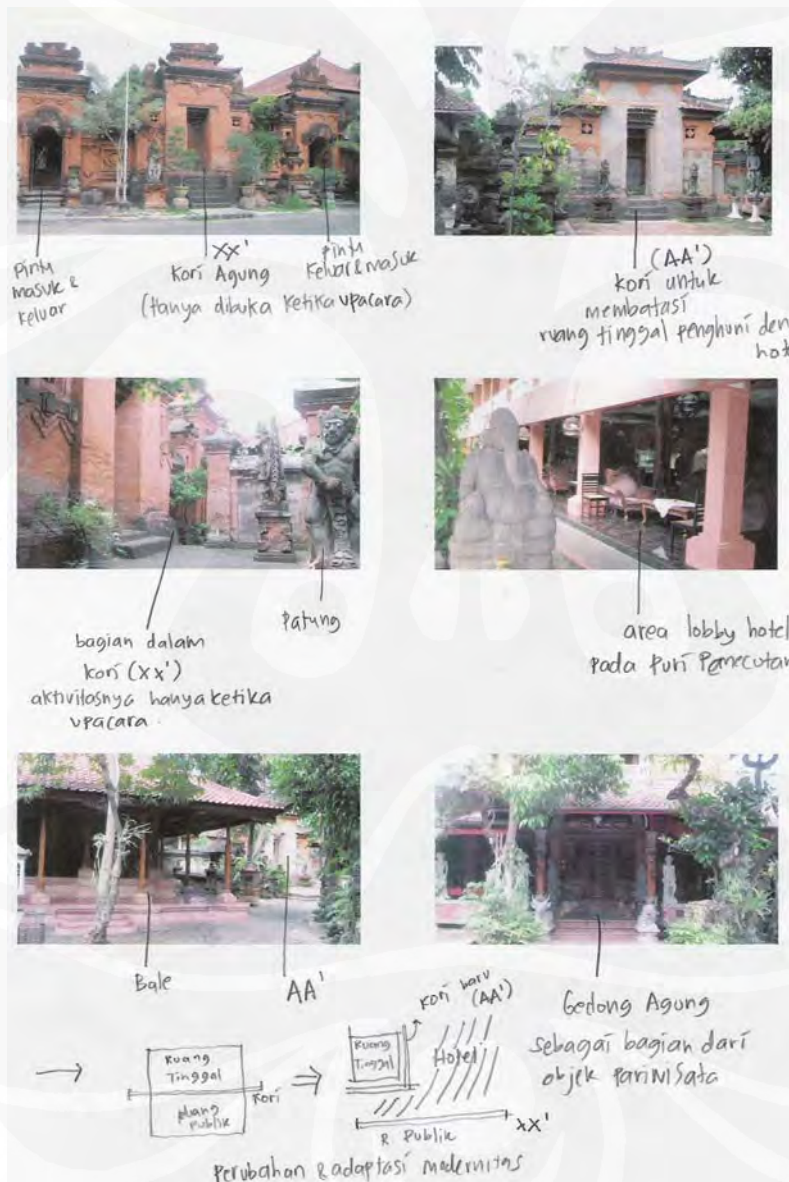 Pintu
masuk &
keluar
XX'
Kori Agung
(hanya dibuka ketika upacara)
Pintu
Keluar & masuk
(AA')
kori untuk
membatasi
ruang tinggal penghuni den
hot
bagian dalam
kori (XX')
aktivitasnya hanya ketika
upacara.
Patung
area lobby hotel
pada Puri Pamecutan
Bale
AA'
Gedong Agung
sebagai bagian dari
objek pariwisata
Ruang
Tinggal
Ruang
Publik
Kori
Kori baru
(AA')
Ruang
Tinggal
Hotel
R Publik
XX'
Perubahan & adaptasi modernitas